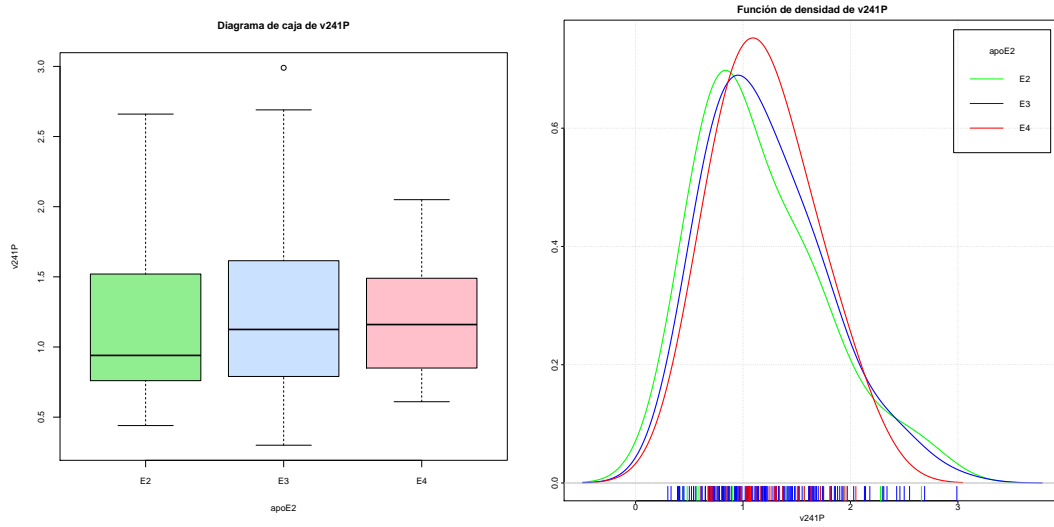 Diagrama de caja de v241P
3.0
2.5
2.0
1.5
1.0
0.5
v241P
E2 E3 E4
apoE2
Función de densidad de v241P
apoE2
E2
E3
E4
0.6
0.4
0.2
0.0
0 1 2 3
v241P